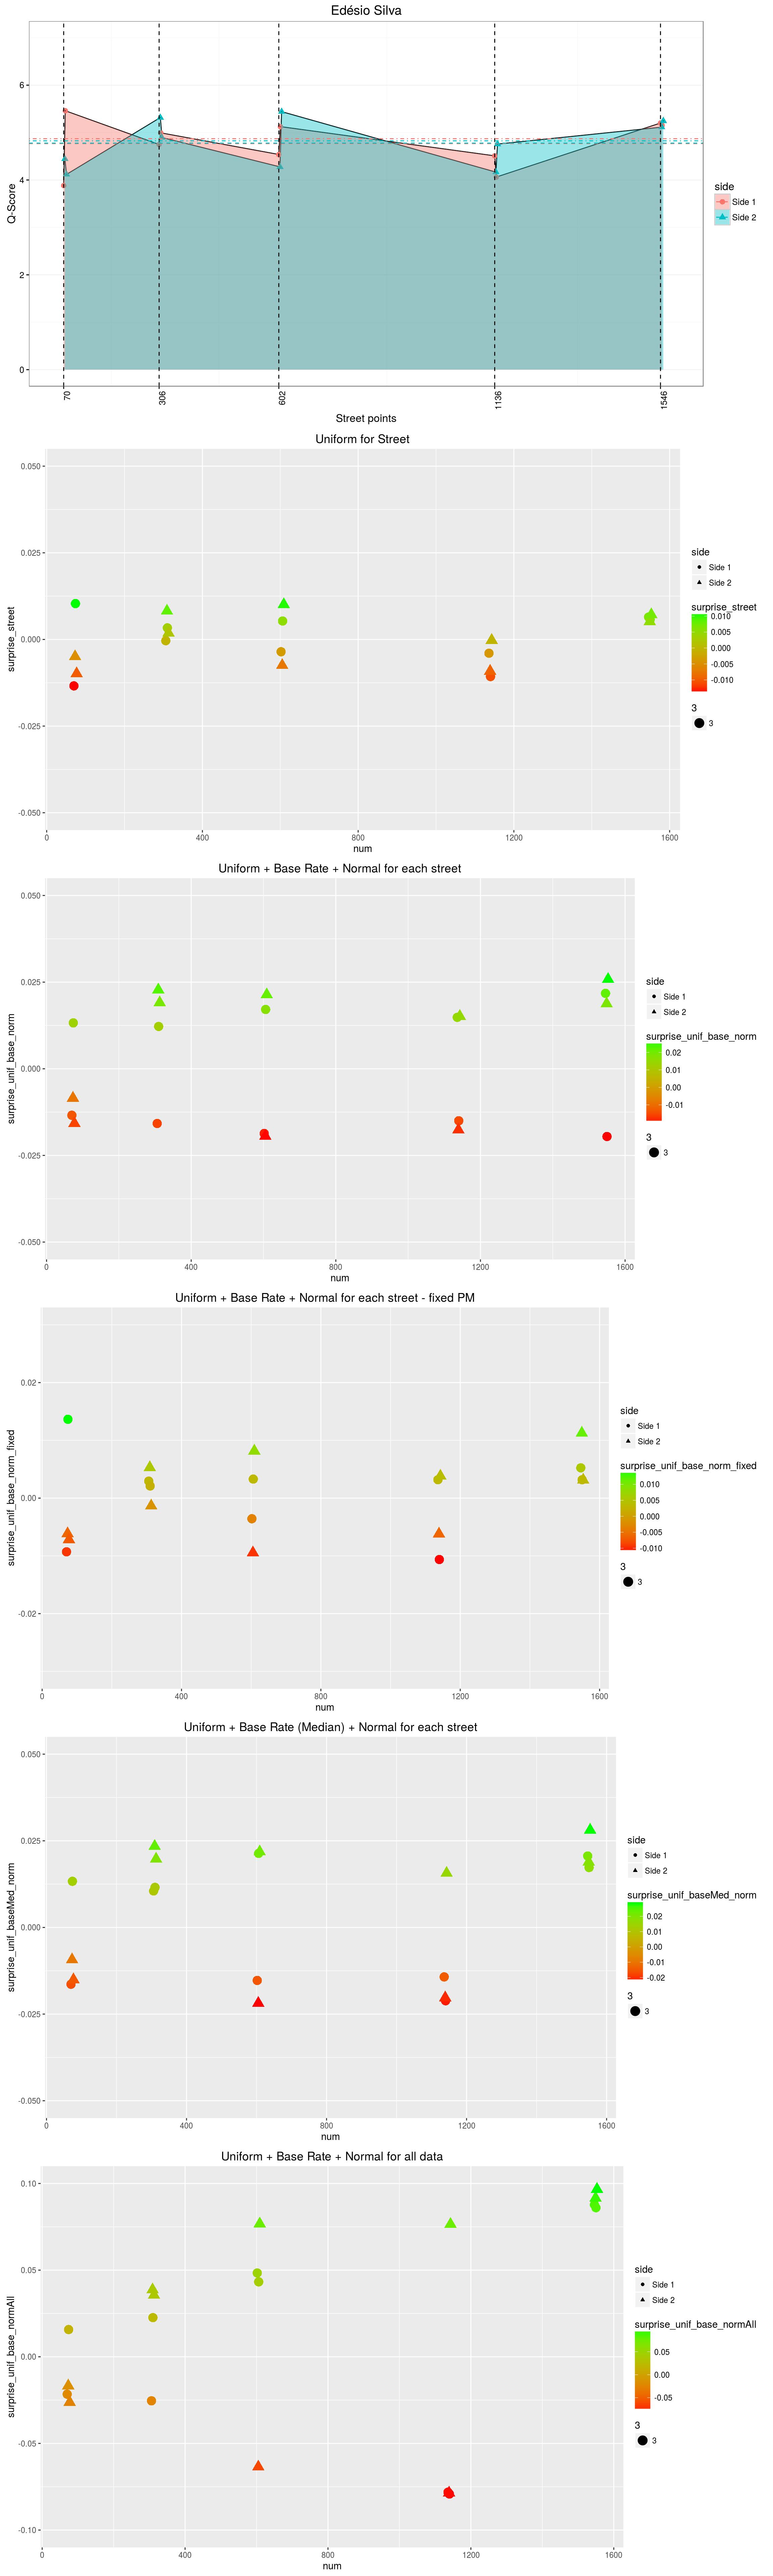 Edésio Silva
6
4
2
0
Q-Score
70
306
602
1136
1546
Street points
side
Side 1
Side 2
Uniform for Street
0.050
0.025
0.000
-0.025
-0.050
surprise_street
0
400
800
1200
1600
num
side
Side 1
Side 2
surprise_street
0.010
0.005
0.000
-0.005
-0.010
3
3
Uniform + Base Rate + Normal for each street
0.050
0.025
0.000
-0.025
-0.050
surprise_unif_base_norm
0
400
800
1200
1600
num
side
Side 1
Side 2
surprise_unif_base_norm
0.02
0.01
0.00
-0.01
3
3
Uniform + Base Rate + Normal for each street - fixed PM
0.02
0.00
-0.02
surprise_unif_base_norm_fixed
0
400
800
1200
1600
num
side
Side 1
Side 2
surprise_unif_base_norm_fixed
0.010
0.005
0.000
-0.005
-0.010
3
3
Uniform + Base Rate (Median) + Normal for each street
0.050
0.025
0.000
-0.025
-0.050
surprise_unif_baseMed_norm
0
400
800
1200
1600
num
side
Side 1
Side 2
surprise_unif_baseMed_norm
0.02
0.01
0.00
-0.01
-0.02
3
3
Uniform + Base Rate + Normal for all data
0.10
0.05
0.00
-0.05
-0.10
surprise_unif_base_normAll
0
400
800
1200
1600
num
side
Side 1
Side 2
surprise_unif_base_normAll
0.05
0.00
-0.05
3
3